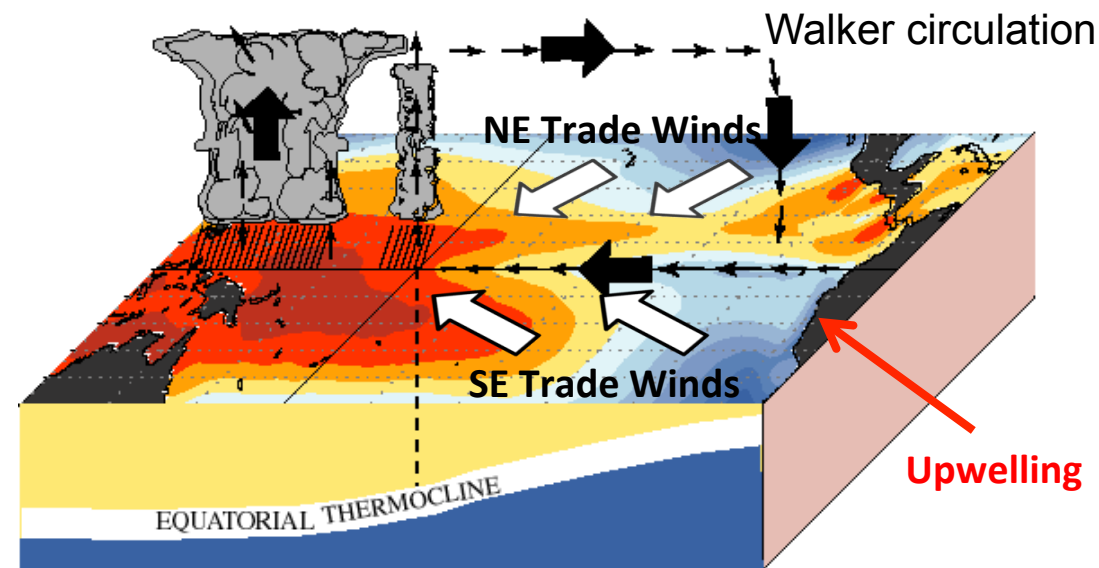 Walker circulation
NE Trade Winds
SE Trade Winds
Upwelling
EQUATORIAL THERMOCLINE